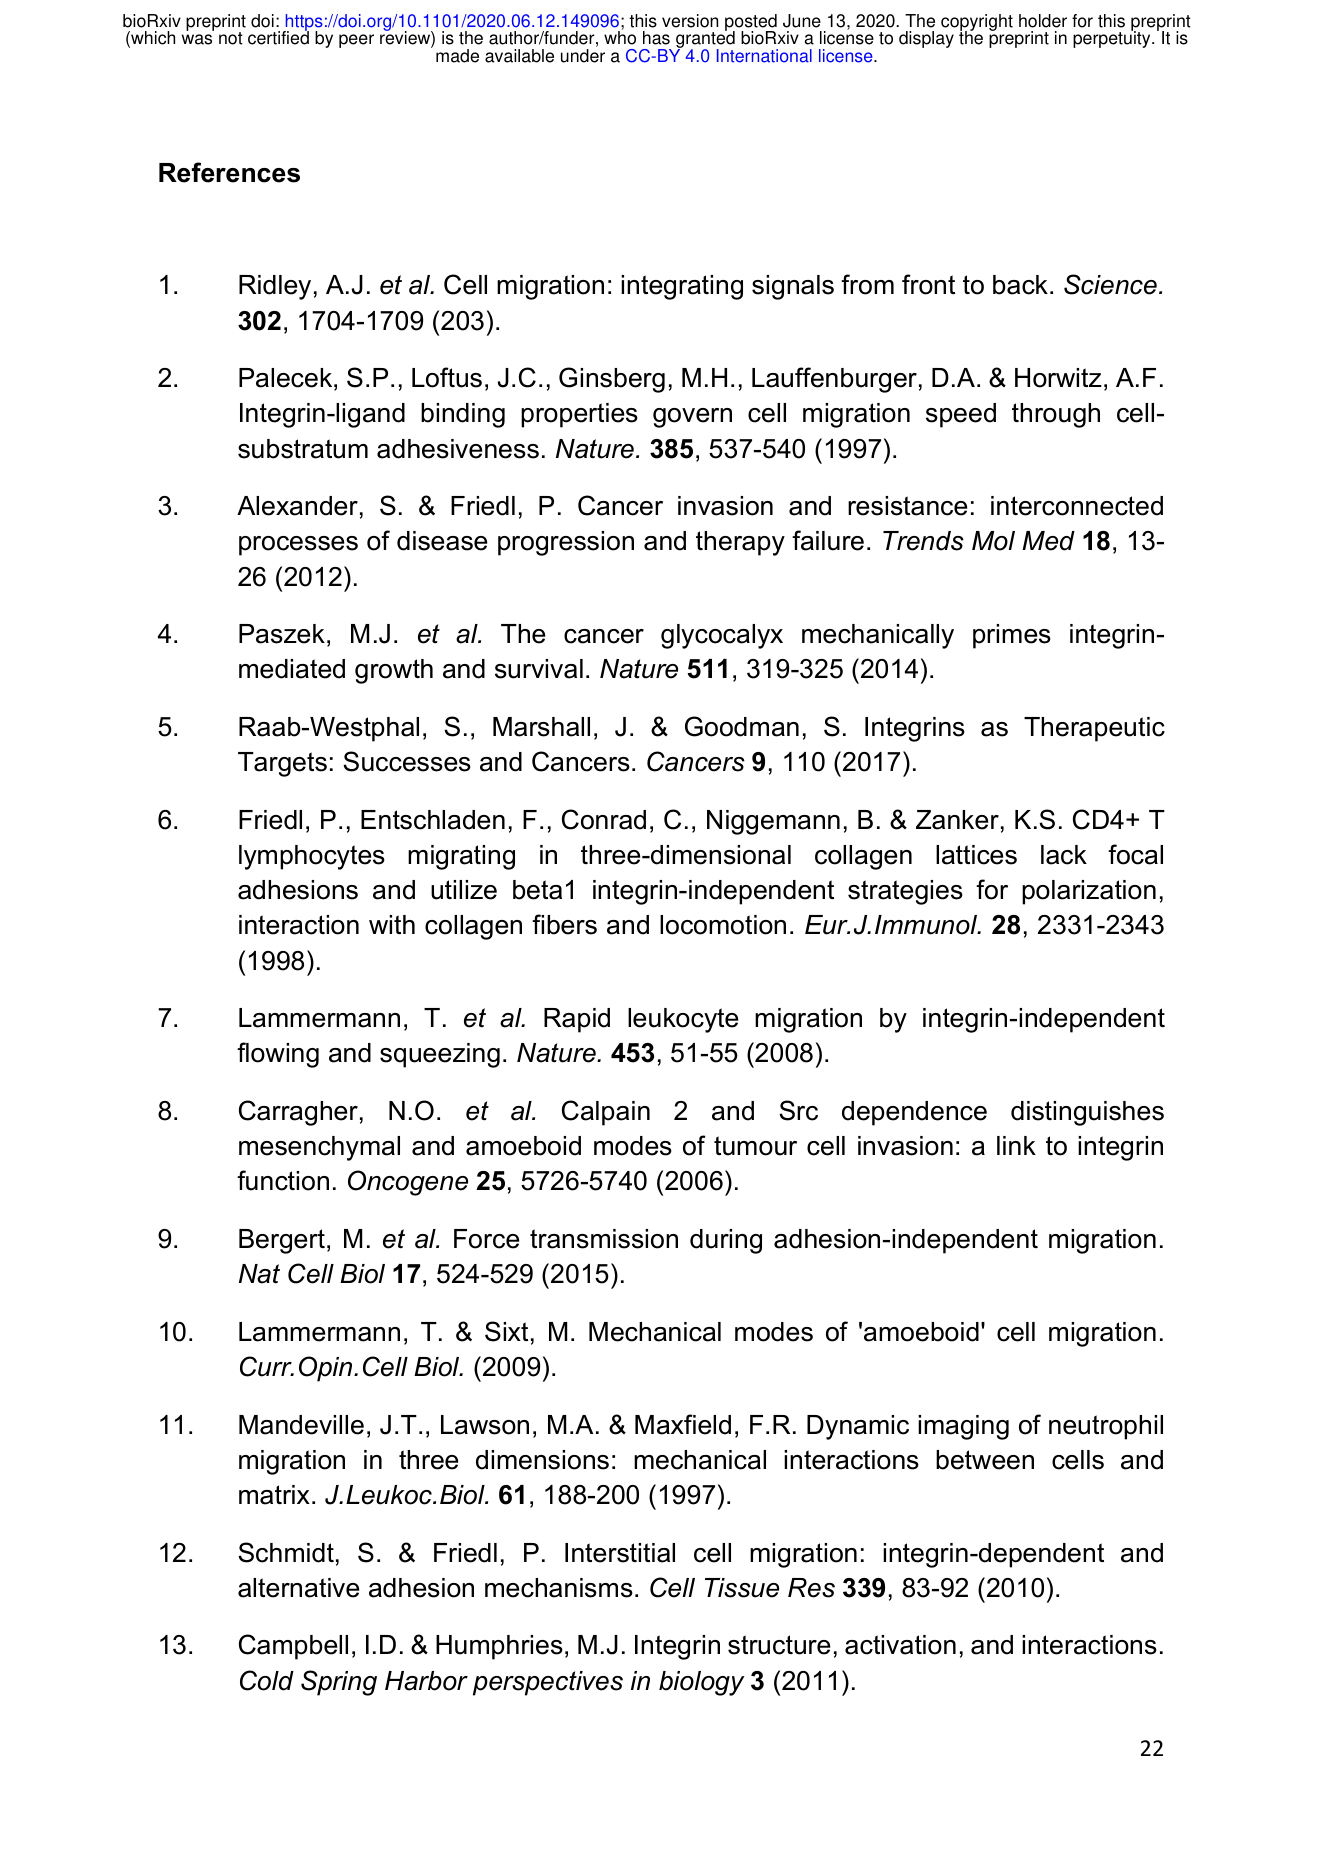 bioRxiv preprint doi: https://doi.org/10.1101/2020.06.12.149096; this version posted June 13, 2020. The copyright holder for this preprint
(which was not certified by peer review) is the author/funder, who has granted bioRxiv a license to display the preprint in perpetuity. It is
made available under a CC-BY 4.0 International license.
References
1. Ridley, A.J. et al. Cell migration: integrating signals from front to back. Science.
302, 1704-1709 (203).
2. Palecek, S.P., Loftus, J.C., Ginsberg, M.H., Lauffenburger, D.A. & Horwitz, A.F.
Integrin-ligand binding properties govern cell migration speed through cell-
substratum adhesiveness. Nature. 385, 537-540 (1997).
3. Alexander, S. & Friedl, P. Cancer invasion and resistance: interconnected
processes of disease progression and therapy failure. Trends Mol Med 18, 13-
26 (2012).
4. Paszek, M.J. et al. The cancer glycocalyx mechanically primes integrin-
mediated growth and survival. Nature 511, 319-325 (2014).
5. Raab-Westphal, S., Marshall, J. & Goodman, S. Integrins as Therapeutic
Targets: Successes and Cancers. Cancers 9, 110 (2017).
6. Friedl, P., Entschladen, F., Conrad, C., Niggemann, B. & Zanker, K.S. CD4+ T
lymphocytes migrating in three-dimensional collagen lattices lack focal
adhesions and utilize beta1 integrin-independent strategies for polarization,
interaction with collagen fibers and locomotion. Eur.J.Immunol. 28, 2331-2343
(1998).
7. Lammermann, T. et al. Rapid leukocyte migration by integrin-independent
flowing and squeezing. Nature. 453, 51-55 (2008).
8. Carragher, N.O. et al. Calpain 2 and Src dependence distinguishes
mesenchymal and amoeboid modes of tumour cell invasion: a link to integrin
function. Oncogene 25, 5726-5740 (2006).
9. Bergert, M. et al. Force transmission during adhesion-independent migration.
Nat Cell Biol 17, 524-529 (2015).
10. Lammermann, T. & Sixt, M. Mechanical modes of 'amoeboid' cell migration.
Curr.Opin.Cell Biol. (2009).
11. Mandeville, J.T., Lawson, M.A. & Maxfield, F.R. Dynamic imaging of neutrophil
migration in three dimensions: mechanical interactions between cells and
matrix. J.Leukoc.Biol. 61, 188-200 (1997).
12. Schmidt, S. & Friedl, P. Interstitial cell migration: integrin-dependent and
alternative adhesion mechanisms. Cell Tissue Res 339, 83-92 (2010).
13. Campbell, I.D. & Humphries, M.J. Integrin structure, activation, and interactions.
Cold Spring Harbor perspectives in biology 3 (2011).
22